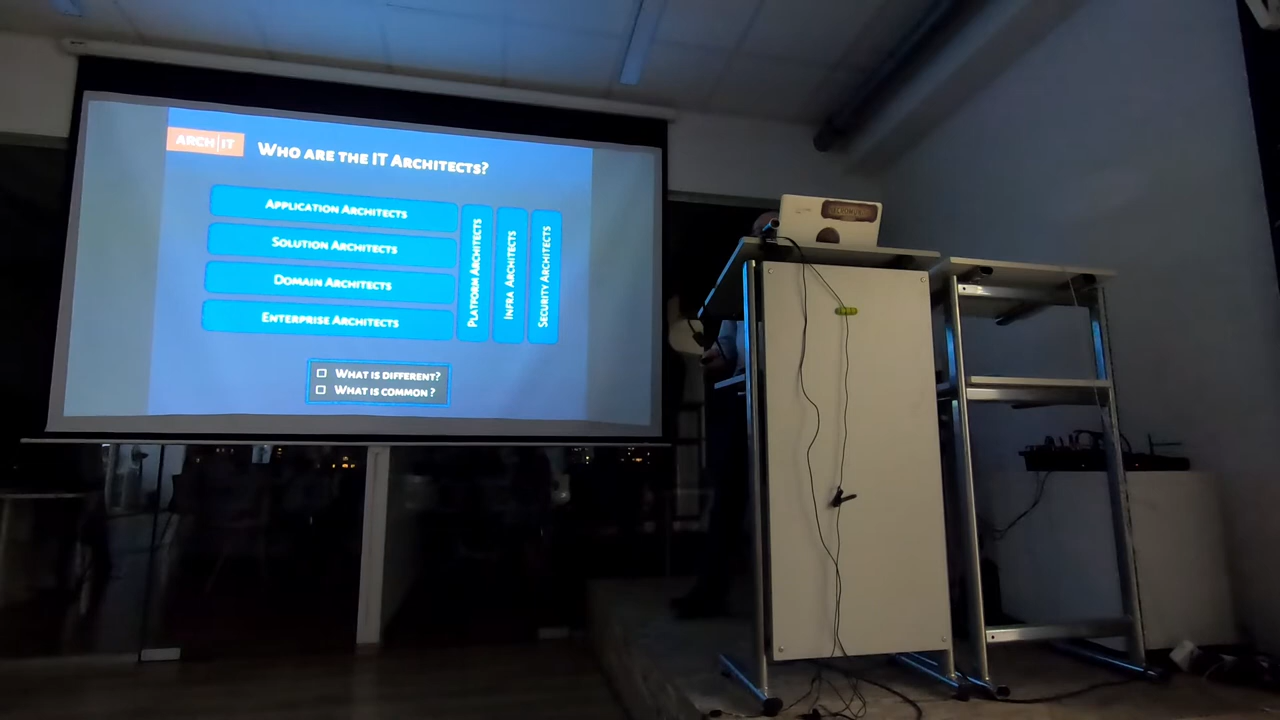 ARCH|IT
WHO ARE THE IT ARCHITECTS?
APPLICATION ARCHITECTS
SOLUTION ARCHITECTS
DOMAIN ARCHITECTS
ENTERPRISE ARCHITECTS
PLATFORM ARCHITECTS
INFRA ARCHITECTS
SECURITY ARCHITECTS
☐ WHAT IS DIFFERENT?
☐ WHAT IS COMMON ?